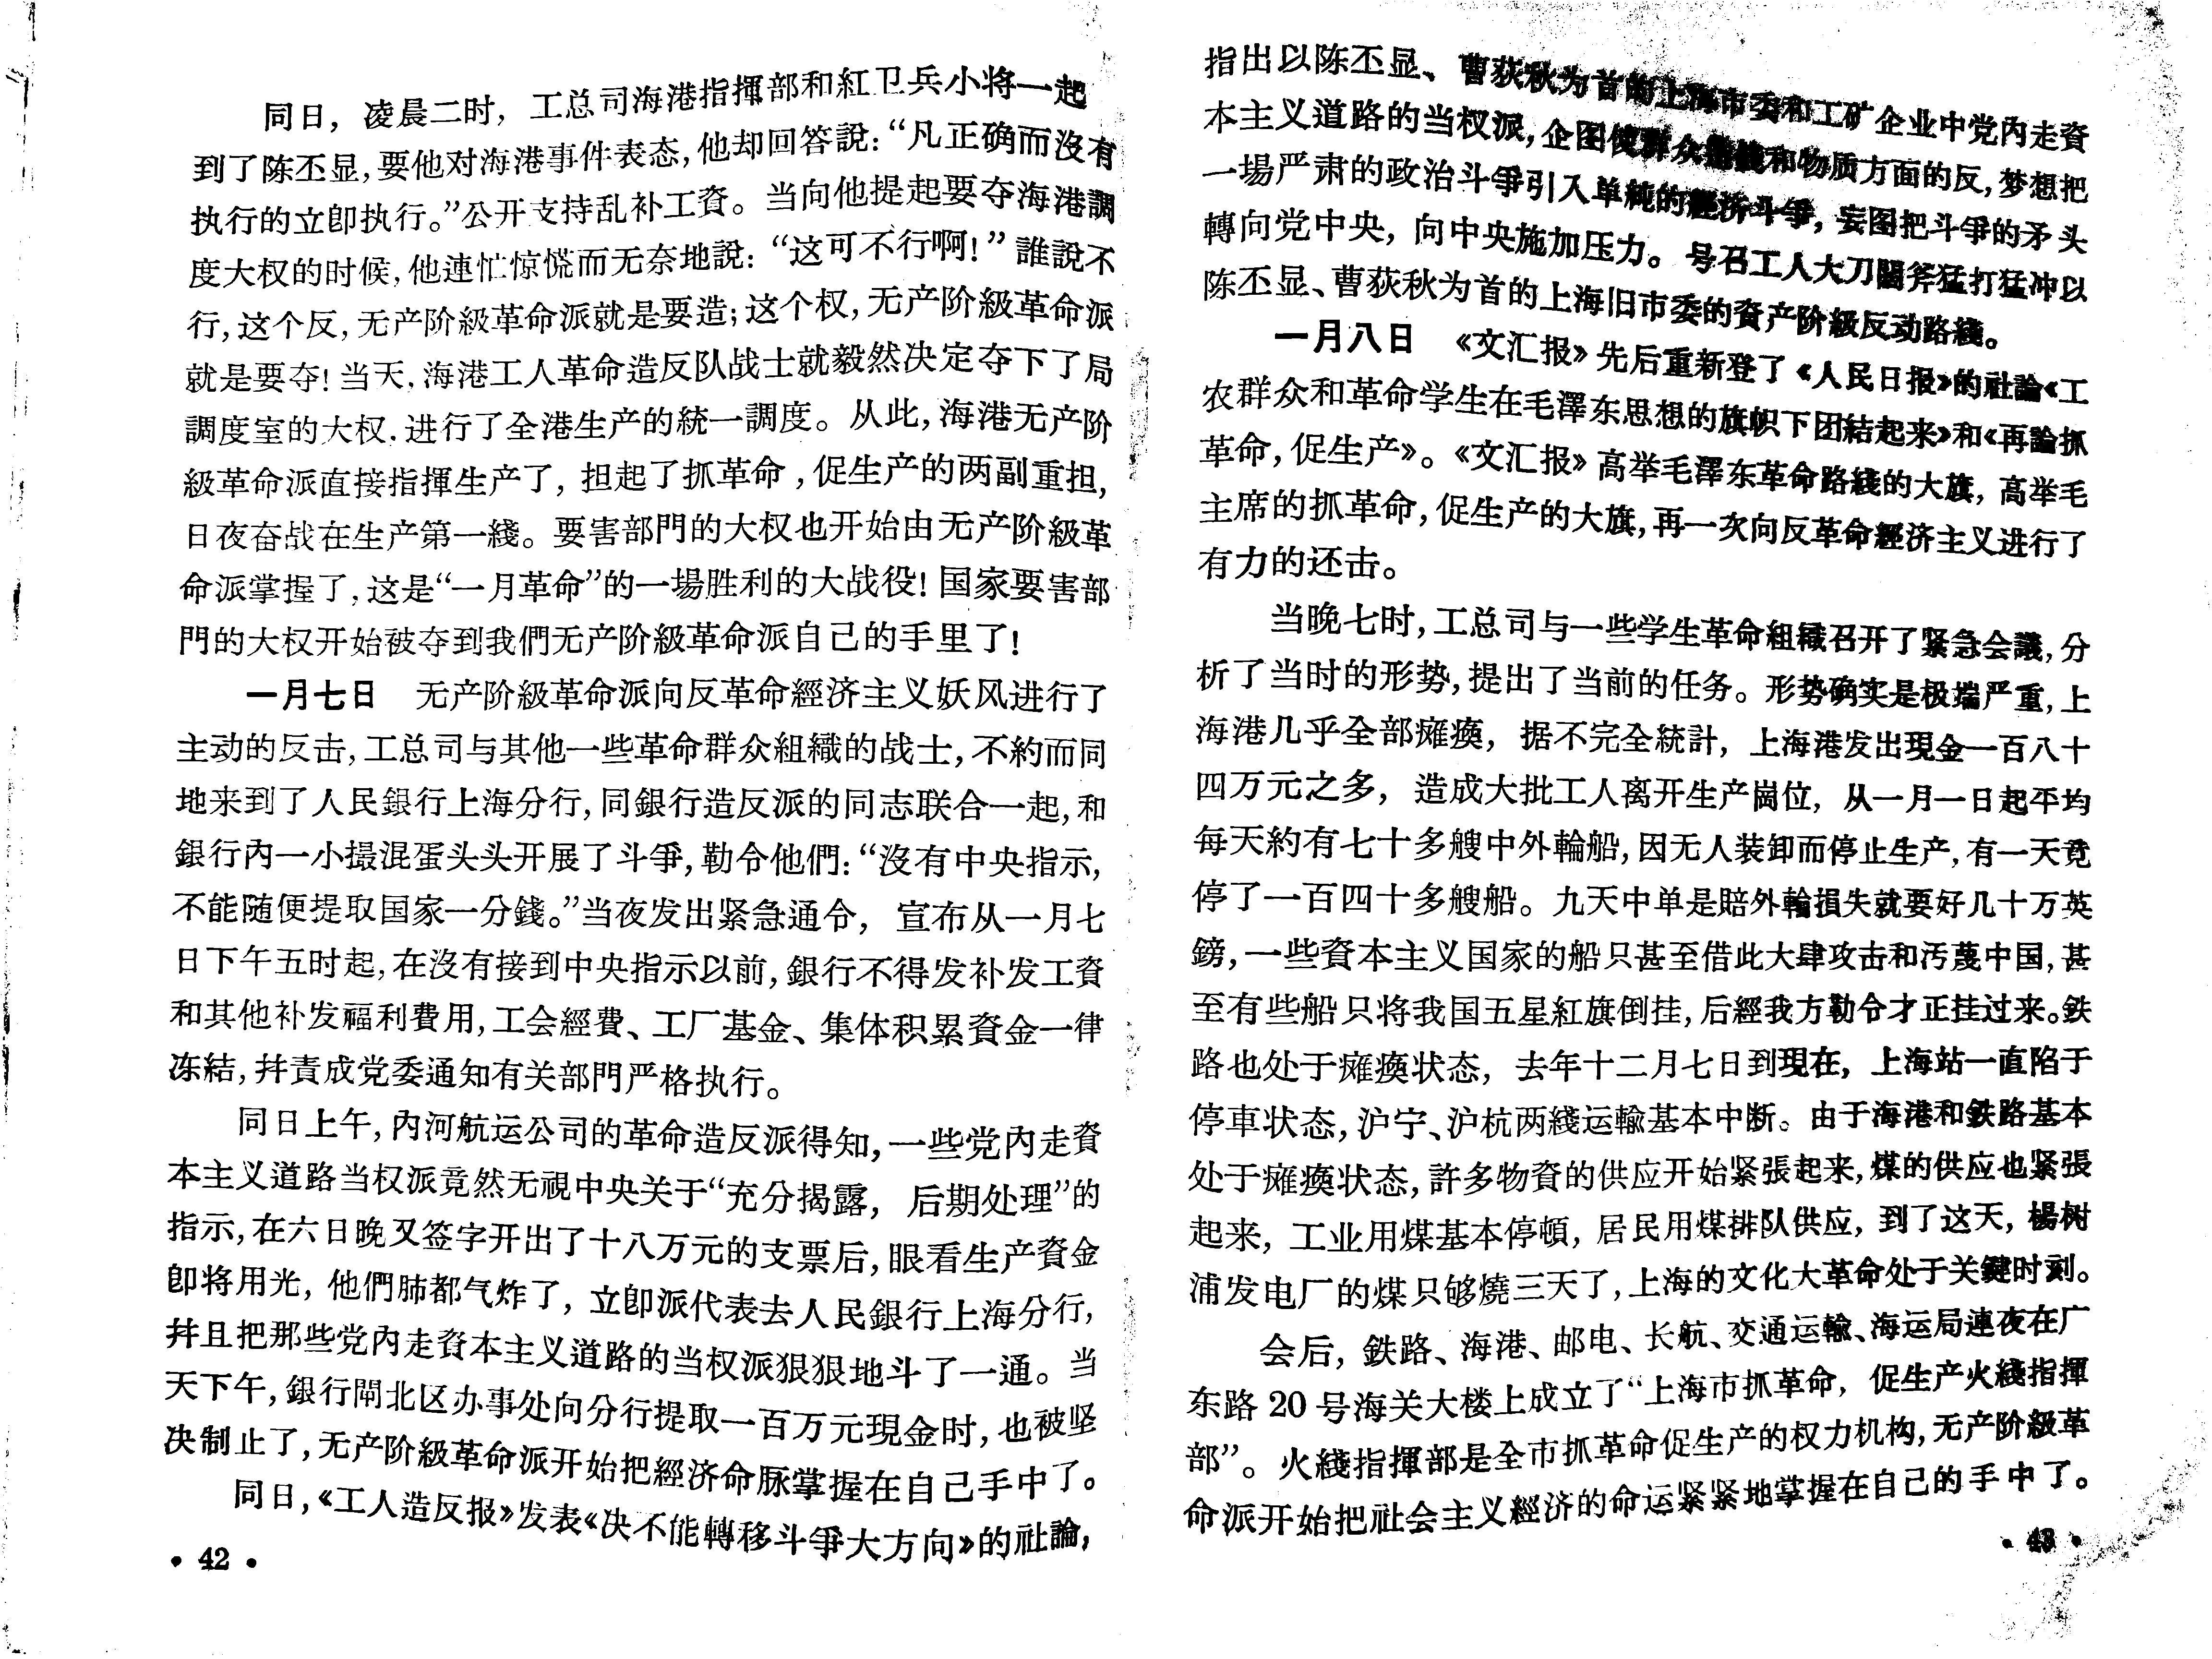 同日，凌晨二时，工总司海港指揮部和紅卫兵小将一起
到了陈丕显，要他对海港事件表态，他却回答説：“凡正确而沒有
执行的立卽执行。”公开支持乱补工資。当向他提起要夺海港調
度大权的时候，他連忙惊慌而无奈地說：“这可不行啊！”誰說不
行，这个反，无产阶級革命派就是要造；这个权，无产阶級革命派
就是要夺！当天，海港工人革命造反队战士就毅然决定夺下了局
調度室的大权，进行了全港生产的統一調度。从此，海港无产阶
級革命派直接指揮生产了，担起了抓革命，促生产的两副重担，
日夜奋战在生产第一綫。要害部門的大权也开始由无产阶級革
命派掌握了，这是“一月革命”的一場胜利的大战役！国家要害部
門的大权开始被夺到我們无产阶級革命派自己的手里了！
一月七日　无产阶級革命派向反革命經济主义妖风进行了
主动的反击，工总司与其他一些革命群众組織的战士，不約而同
地来到了人民銀行上海分行，同銀行造反派的同志联合一起，和
銀行內一小撮混蛋头头开展了斗爭，勒令他們：“沒有中央指示，
不能随便提取国家一分錢。”当夜发出紧急通令，宣布从一月七
日下午五时起，在沒有接到中央指示以前，銀行不得发补发工資
和其他补发福利費用，工会經費、工厂基金、集体积累資金一律
冻結，幷責成党委通知有关部門严格执行。
同日上午，內河航运公司的革命造反派得知，一些党內走資
本主义道路当权派竟然无視中央关于“充分揭露，后期处理”的
指示，在六日晚又签字开出了十八万元的支票后，眼看生产資金
卽将用光，他們肺都气炸了，立卽派代表去人民銀行上海分行，
幷且把那些党內走資本主义道路的当权派狠狠地斗了一通。当
天下午，銀行閘北区办事处向分行提取一百万元現金时，也被坚
决制止了，无产阶級革命派开始把經济命脉掌握在自己手中了。
同日，《工人造反报》发表《决不能轉移斗爭大方向》的社論，
• 42 •
指出以陈丕显、曹荻秋为首的上海市委和工矿企业中党內走資
本主义道路的当权派，企图使群众和物质方面的反，梦想把
一場严肃的政治斗爭引入单純的經济斗爭，妄图把斗爭的矛头
轉向党中央，向中央施加压力。号召工人大刀闊斧猛打猛冲以
陈丕显、曹荻秋为首的上海旧市委的資产阶級反动路綫。
一月八日　《文汇报》先后重新登了《人民日报》的社論《工
农群众和革命学生在毛澤东思想的旗帜下团結起来》和《再論抓
革命，促生产》。《文汇报》高举毛澤东革命路綫的大旗，高举毛
主席的抓革命，促生产的大旗，再一次向反革命經济主义进行了
有力的还击。
当晚七时，工总司与一些学生革命組織召开了紧急会議，分
析了当时的形势，提出了当前的任务。形势确实是极端严重，上
海港几乎全部瘫痪，据不完全統計，上海港发出現金一百八十
四万元之多，造成大批工人离开生产崗位，从一月一日起平均
每天約有七十多艘中外輪船，因无人装卸而停止生产，有一天竟
停了一百四十多艘船。九天中单是賠外輪損失就要好几十万英
鎊，一些資本主义国家的船只甚至借此大肆攻击和汚蔑中国，甚
至有些船只将我国五星紅旗倒挂，后經我方勒令才正挂过来。鉄
路也处于瘫痪状态，去年十二月七日到現在，上海站一直陷于
停車状态，沪宁、沪杭两綫运輸基本中断。由于海港和鉄路基本
处于瘫痪状态，許多物資的供应开始紧張起来，煤的供应也紧張
起来，工业用煤基本停頓，居民用煤排队供应，到了这天，楊树
浦发电厂的煤只够燒三天了，上海的文化大革命处于关鍵时刻。
会后，鉄路、海港、邮电、长航、交通运輸、海运局連夜在广
东路 20 号海关大楼上成立了“上海市抓革命，促生产火綫指揮
部”。火綫指揮部是全市抓革命促生产的权力机构，无产阶級革
命派开始把社会主义經济的命运紧紧地掌握在自己的手中了。
• 43 •